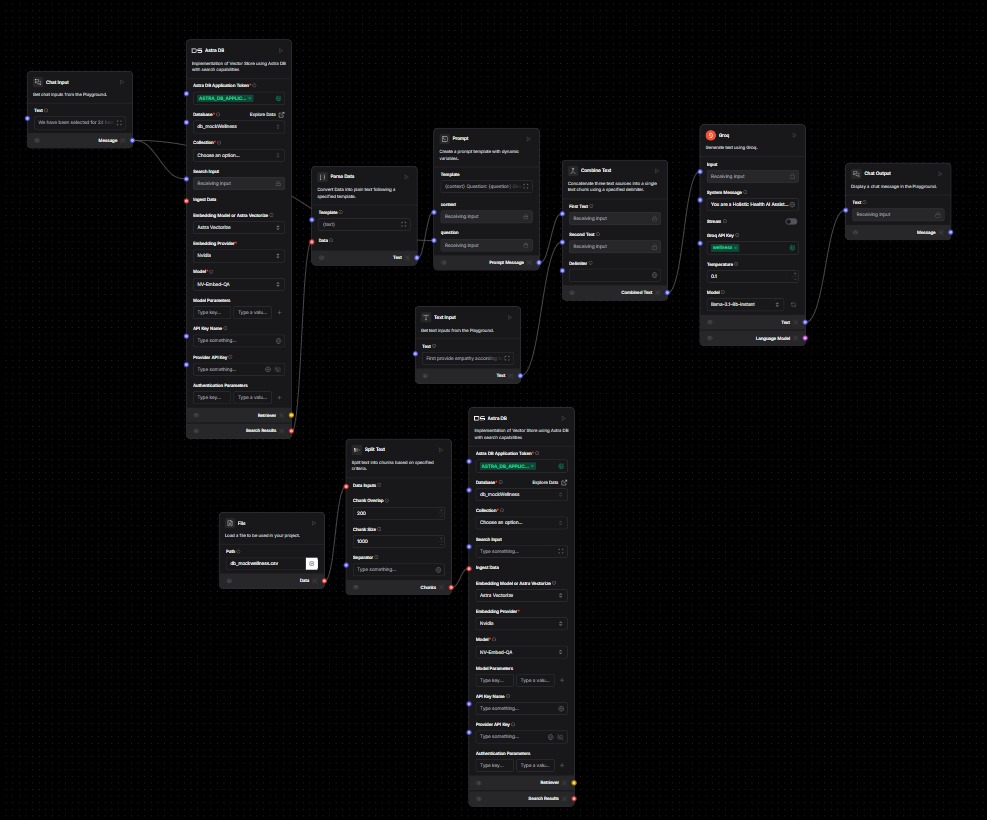 Chat Input
Get chat inputs from the Playground.
Text
We have been selected for 24
Message
DS Astra DB
Implementation of Vector Store using Astra DB
with search capabilities
Astra DB Application Token*
ASTRA_DB_APPLIC...
Database*
Explore Data
db_mockWellness
Collection*
Choose an option...
Search Input
Receiving input
Ingest Data
Embedding Model or Astra Vectorize
Astra Vectorize
Embedding Provider*
Nvidia
Model*
NV-Embed-QA
Model Parameters
Type key...
Type a valu...
API Key Name
Type something...
Provider API Key
Type something...
Authentication Parameters
Type key...
Type a valu...
Retriever
Search Results
Parse Data
Convert Data into plain text following a
specified template.
Template
{text}
Data
Text
Prompt
Create a prompt template with dynamic
variables.
Template
{context} Question: {question}
context
Receiving input
question
Receiving input
Prompt Message
Text Input
Get text inputs from the Playground.
Text
First provide empathy according
Text
Combine Text
Concatenate two text sources into a single
text chunk using a specified delimiter.
First Text
Receiving input
Second Text
Receiving input
Delimiter
Combined Text
Groq
Generate text using Groq.
Input
Receiving input
System Message
You are a Holistic Health AI Assist...
Stream
Groq API Key
wellness
Temperature
0.1
Model
llama-3.1-8b-instant
Text
Language Model
Chat Output
Display a chat message in the Playground.
Text
Receiving input
Message
File
Load a file to be used in your project.
Path
db_mockwellness.csv
Data
Split Text
Split text into chunks based on specified
criteria.
Data Inputs
Chunk Overlap
200
Chunk Size
1000
Separator
Type something...
Chunks
DS Astra DB
Implementation of Vector Store using Astra DB
with search capabilities
Astra DB Application Token*
ASTRA_DB_APPLIC...
Database*
Explore Data
db_mockWellness
Collection*
Choose an option...
Search Input
Type something...
Ingest Data
Embedding Model or Astra Vectorize
Astra Vectorize
Embedding Provider*
Nvidia
Model*
NV-Embed-QA
Model Parameters
Type key...
Type a valu...
API Key Name
Type something...
Provider API Key
Type something...
Authentication Parameters
Type key...
Type a valu...
Retriever
Search Results